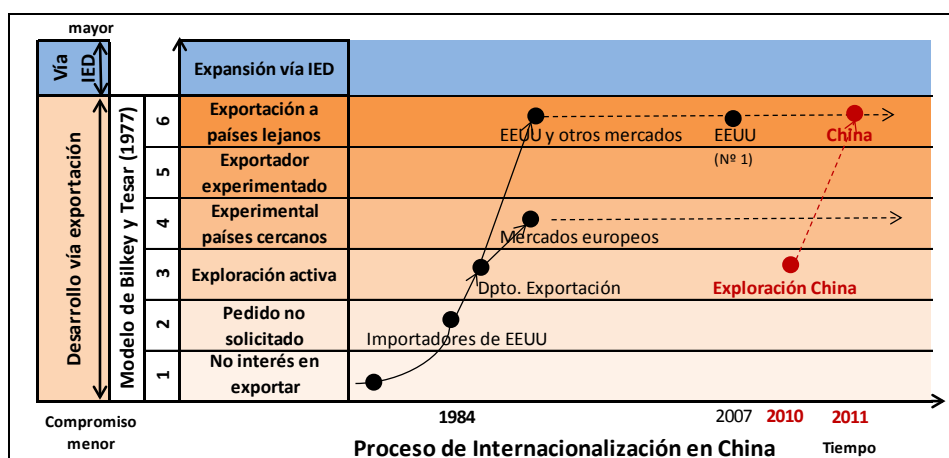 mayor
Vía
IED
Expansión vía IED
Desarrollo vía exportación
Modelo de Bilkey y Tesar (1977)
6
Exportación a
países lejanos
EEUU y otros mercados
EEUU
(Nº 1)
China
5
Exportador
experimentado
4
Experimental
países cercanos
Mercados europeos
3
Exploración activa
Dpto. Exportación
Exploración China
2
Pedido no
solicitado
Importadores de EEUU
1
No interés en
exportar
Compromiso
menor
1984
2007
2010
2011
Proceso de Internacionalización en China
Tiempo